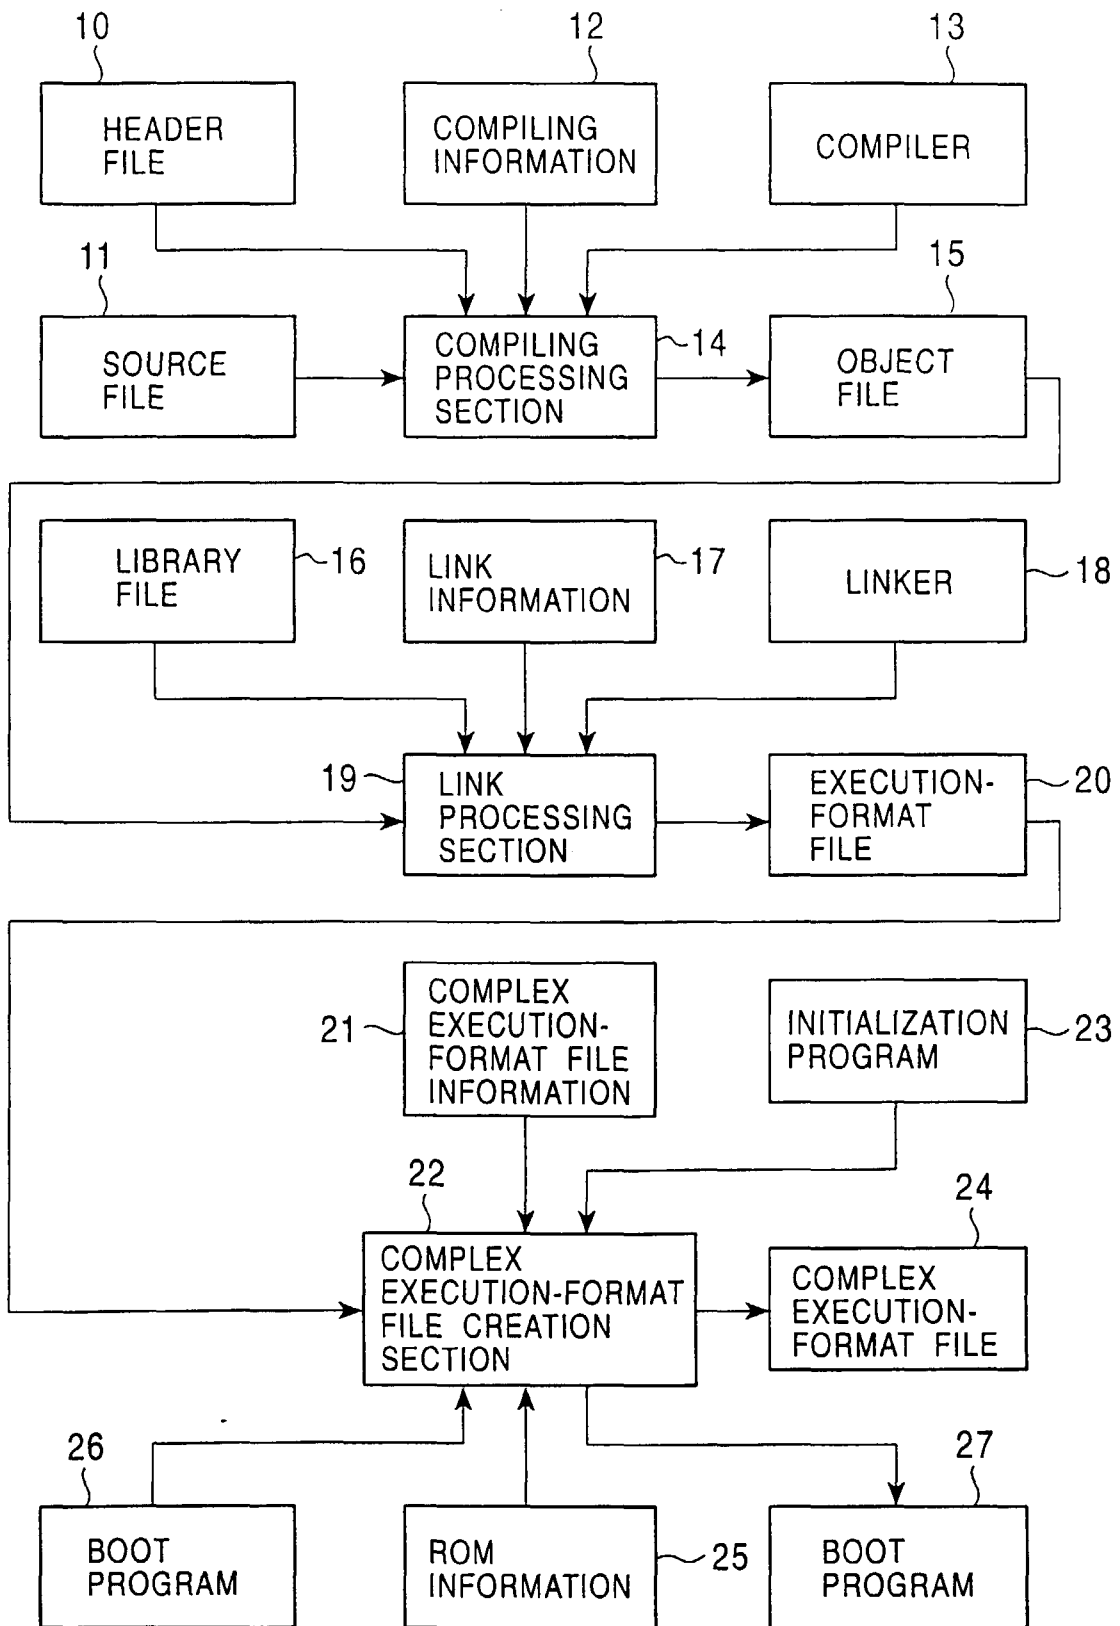 10
12
13
HEADER
FILE
COMPILING
INFORMATION
COMPILER
11
15
SOURCE
FILE
COMPILING
PROCESSING
SECTION
14
OBJECT
FILE
LIBRARY
FILE
16
LINK
INFORMATION
17
LINKER
18
19
LINK
PROCESSING
SECTION
EXECUTION-
FORMAT
FILE
20
21
COMPLEX
EXECUTION-
FORMAT FILE
INFORMATION
INITIALIZATION
PROGRAM
23
22
24
COMPLEX
EXECUTION-FORMAT
FILE CREATION
SECTION
COMPLEX
EXECUTION-
FORMAT FILE
26
27
BOOT
PROGRAM
ROM
INFORMATION
25
BOOT
PROGRAM